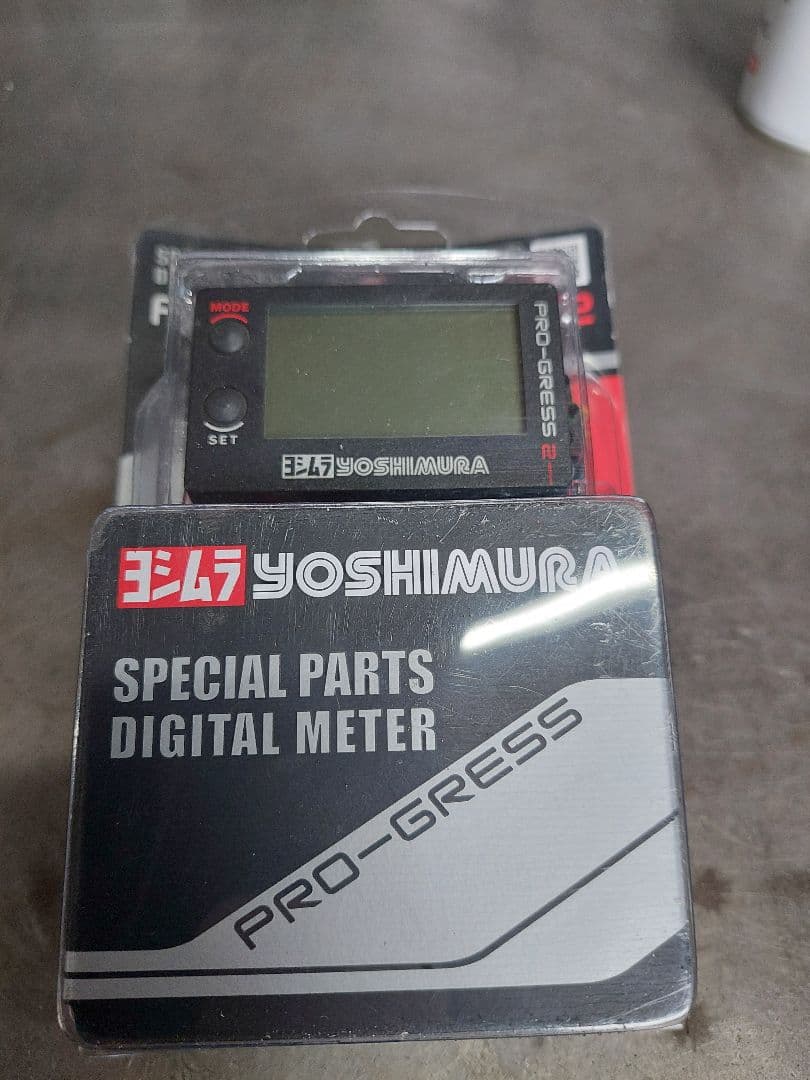 MODE
SET
PRO-GRESS 2
ヨシムラ YOSHIMURA
ヨシムラ YOSHIMURA
SPECIAL PARTS
DIGITAL METER
PRO-GRESS